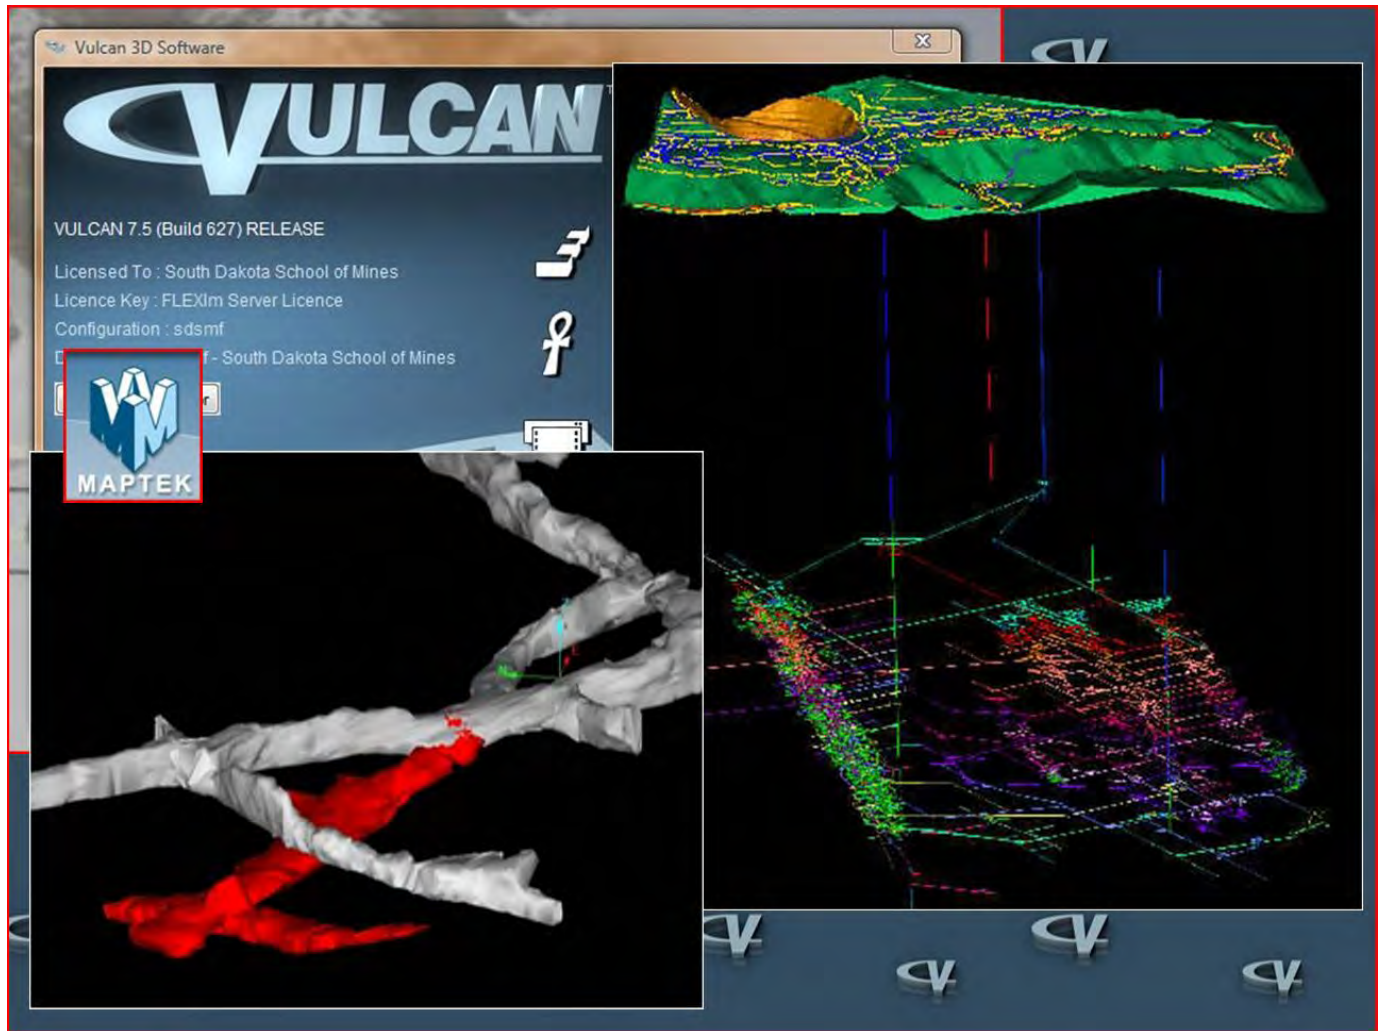 Vulcan 3D Software
VULCAN
VULCAN 7.5 (Build 627) RELEASE
Licensed To : South Dakota School of Mines
Licence Key : FLEXlm Server Licence
Configuration : sdsmf
- South Dakota School of Mines
MAPTEK